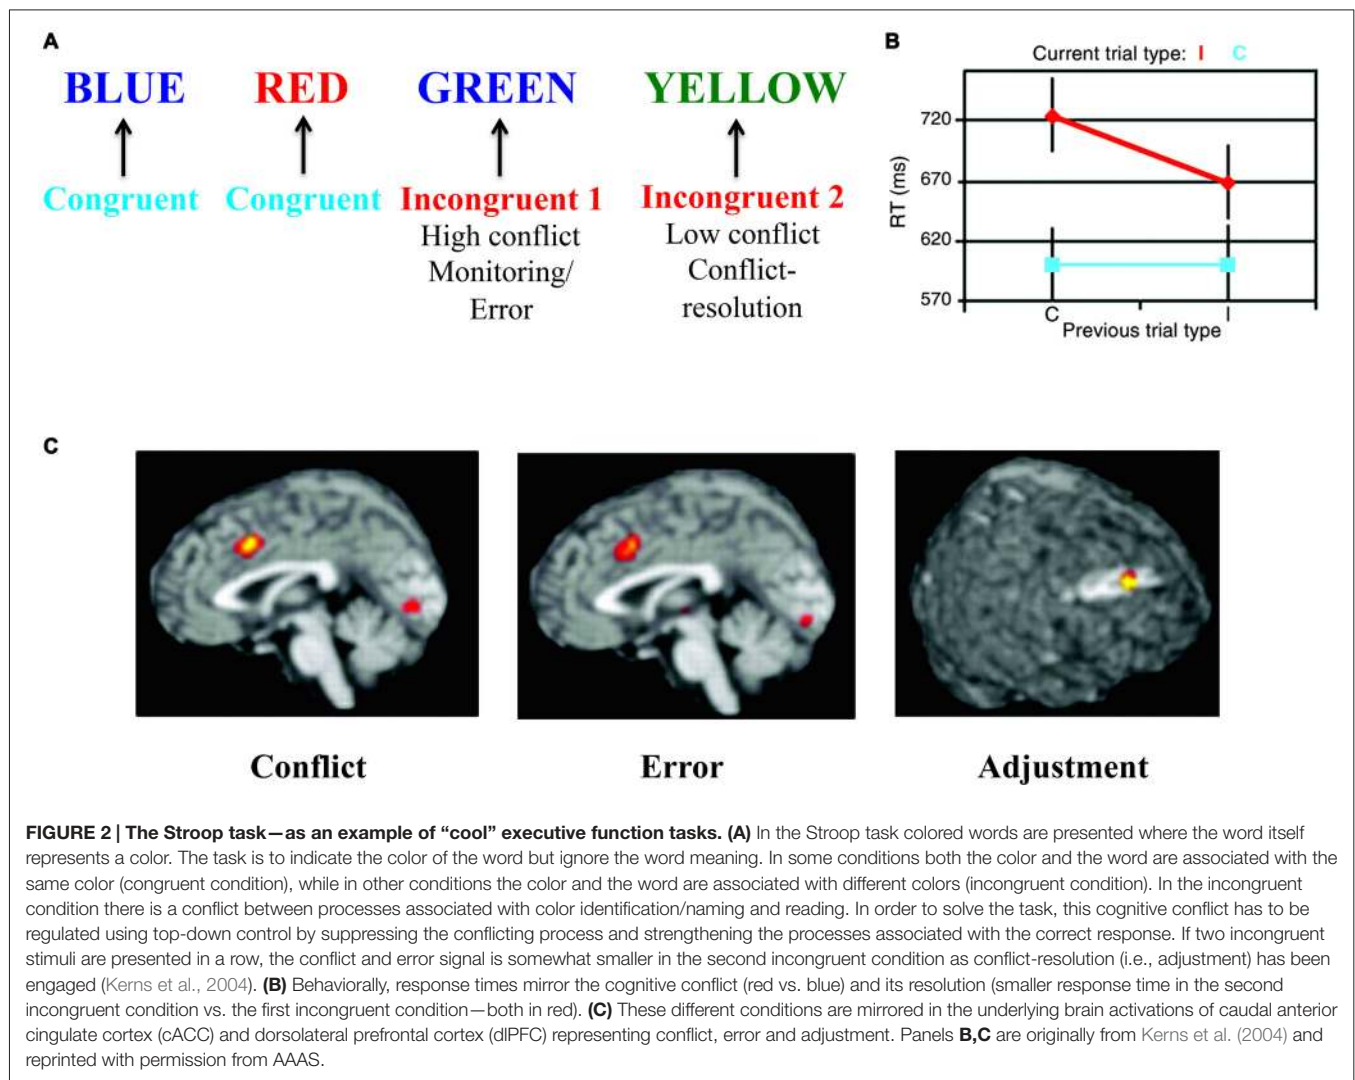 A
BLUE RED GREEN YELLOW
Congruent Congruent Incongruent 1 Incongruent 2
High conflict Low conflict
Monitoring/ Conflict-
Error resolution
B
Current trial type: I C
720
670
620
570
RT (ms)
C I
Previous trial type
C
Conflict Error Adjustment
FIGURE 2 | The Stroop task—as an example of “cool” executive function tasks. (A) In the Stroop task colored words are presented where the word itself
represents a color. The task is to indicate the color of the word but ignore the word meaning. In some conditions both the color and the word are associated with the
same color (congruent condition), while in other conditions the color and the word are associated with different colors (incongruent condition). In the incongruent
condition there is a conflict between processes associated with color identification/naming and reading. In order to solve the task, this cognitive conflict has to be
regulated using top-down control by suppressing the conflicting process and strengthening the processes associated with the correct response. If two incongruent
stimuli are presented in a row, the conflict and error signal is somewhat smaller in the second incongruent condition as conflict-resolution (i.e., adjustment) has been
engaged (Kerns et al., 2004). (B) Behaviorally, response times mirror the cognitive conflict (red vs. blue) and its resolution (smaller response time in the second
incongruent condition vs. the first incongruent condition—both in red). (C) These different conditions are mirrored in the underlying brain activations of caudal anterior
cingulate cortex (cACC) and dorsolateral prefrontal cortex (dlPFC) representing conflict, error and adjustment. Panels B,C are originally from Kerns et al. (2004) and
reprinted with permission from AAAS.